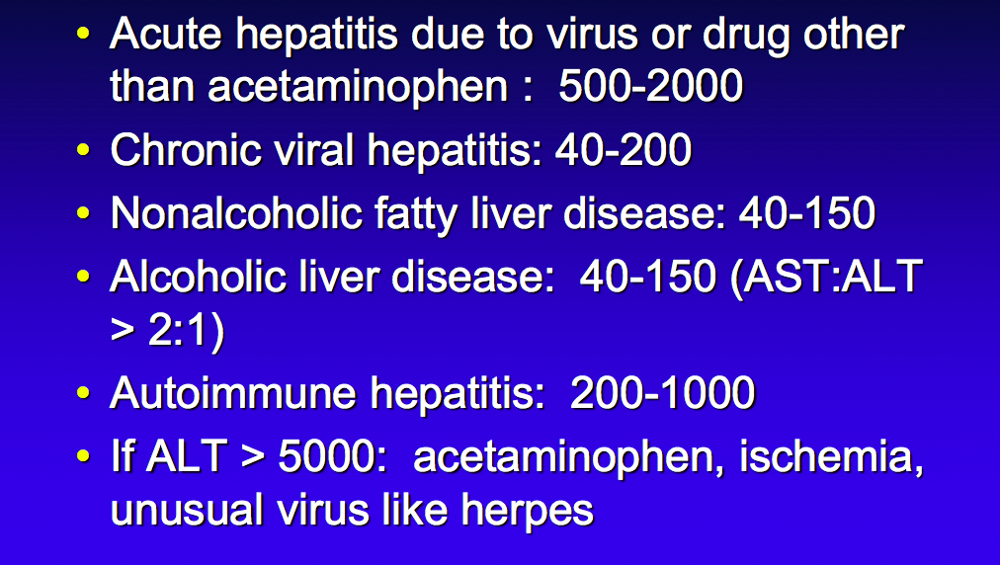 • Acute hepatitis due to virus or drug other
than acetaminophen :  500-2000
• Chronic viral hepatitis: 40-200
• Nonalcoholic fatty liver disease: 40-150
• Alcoholic liver disease:  40-150 (AST:ALT
> 2:1)
• Autoimmune hepatitis:  200-1000
• If ALT > 5000:  acetaminophen, ischemia,
unusual virus like herpes